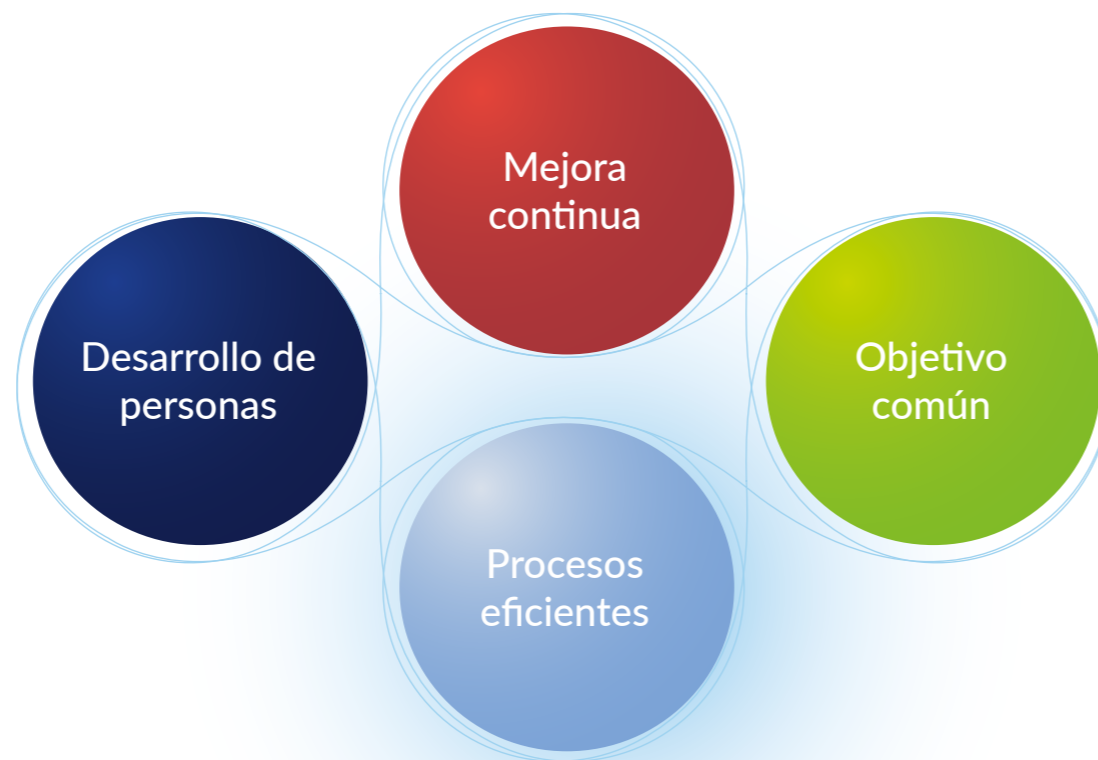 Mejora
continua
Desarrollo de
personas
Objetivo
común
Procesos
eficientes